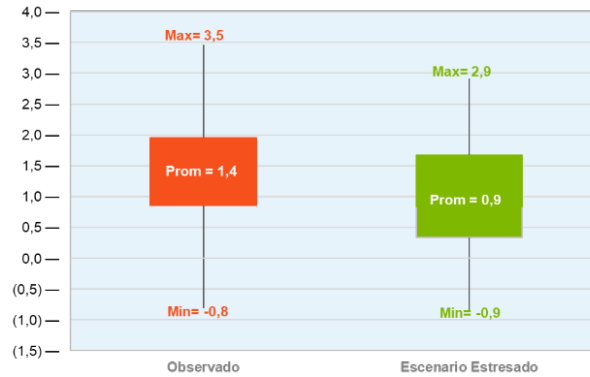 4,0
3,5
3,0
2,5
2,0
1,5
1,0
0,5
0,0
(0,5)
(1,0)
(1,5)
Max= 3,5
Prom = 1,4
Min= -0,8
Max= 2,9
Prom = 0,9
Min= -0,9
Observado
Escenario Estresado